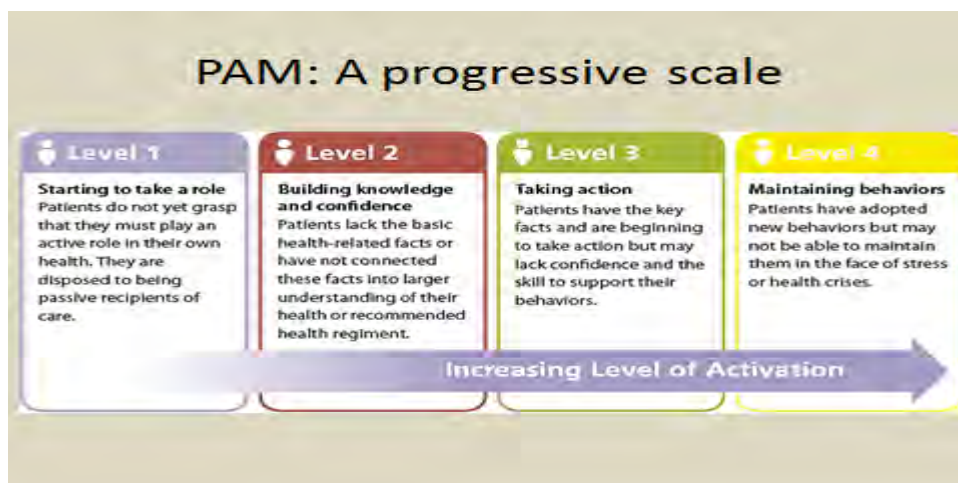 PAM: A progressive scale
Level 1
Starting to take a role
Patients do not yet grasp
that they must play an
active role in their own
health. They are
disposed to being
passive recipients of
care.
Level 2
Building knowledge
and confidence
Patients lack the basic
health-related facts or
have not connected
these facts into larger
understanding of their
health or recommended
health regiment.
Level 3
Taking action
Patients have the key
facts and are beginning
to take action but may
lack confidence and the
skill to support their
behaviors.
Level 4
Maintaining behaviors
Patients have adopted
new behaviors but may
not be able to maintain
them in the face of stress
or health crises.
Increasing Level of Activation